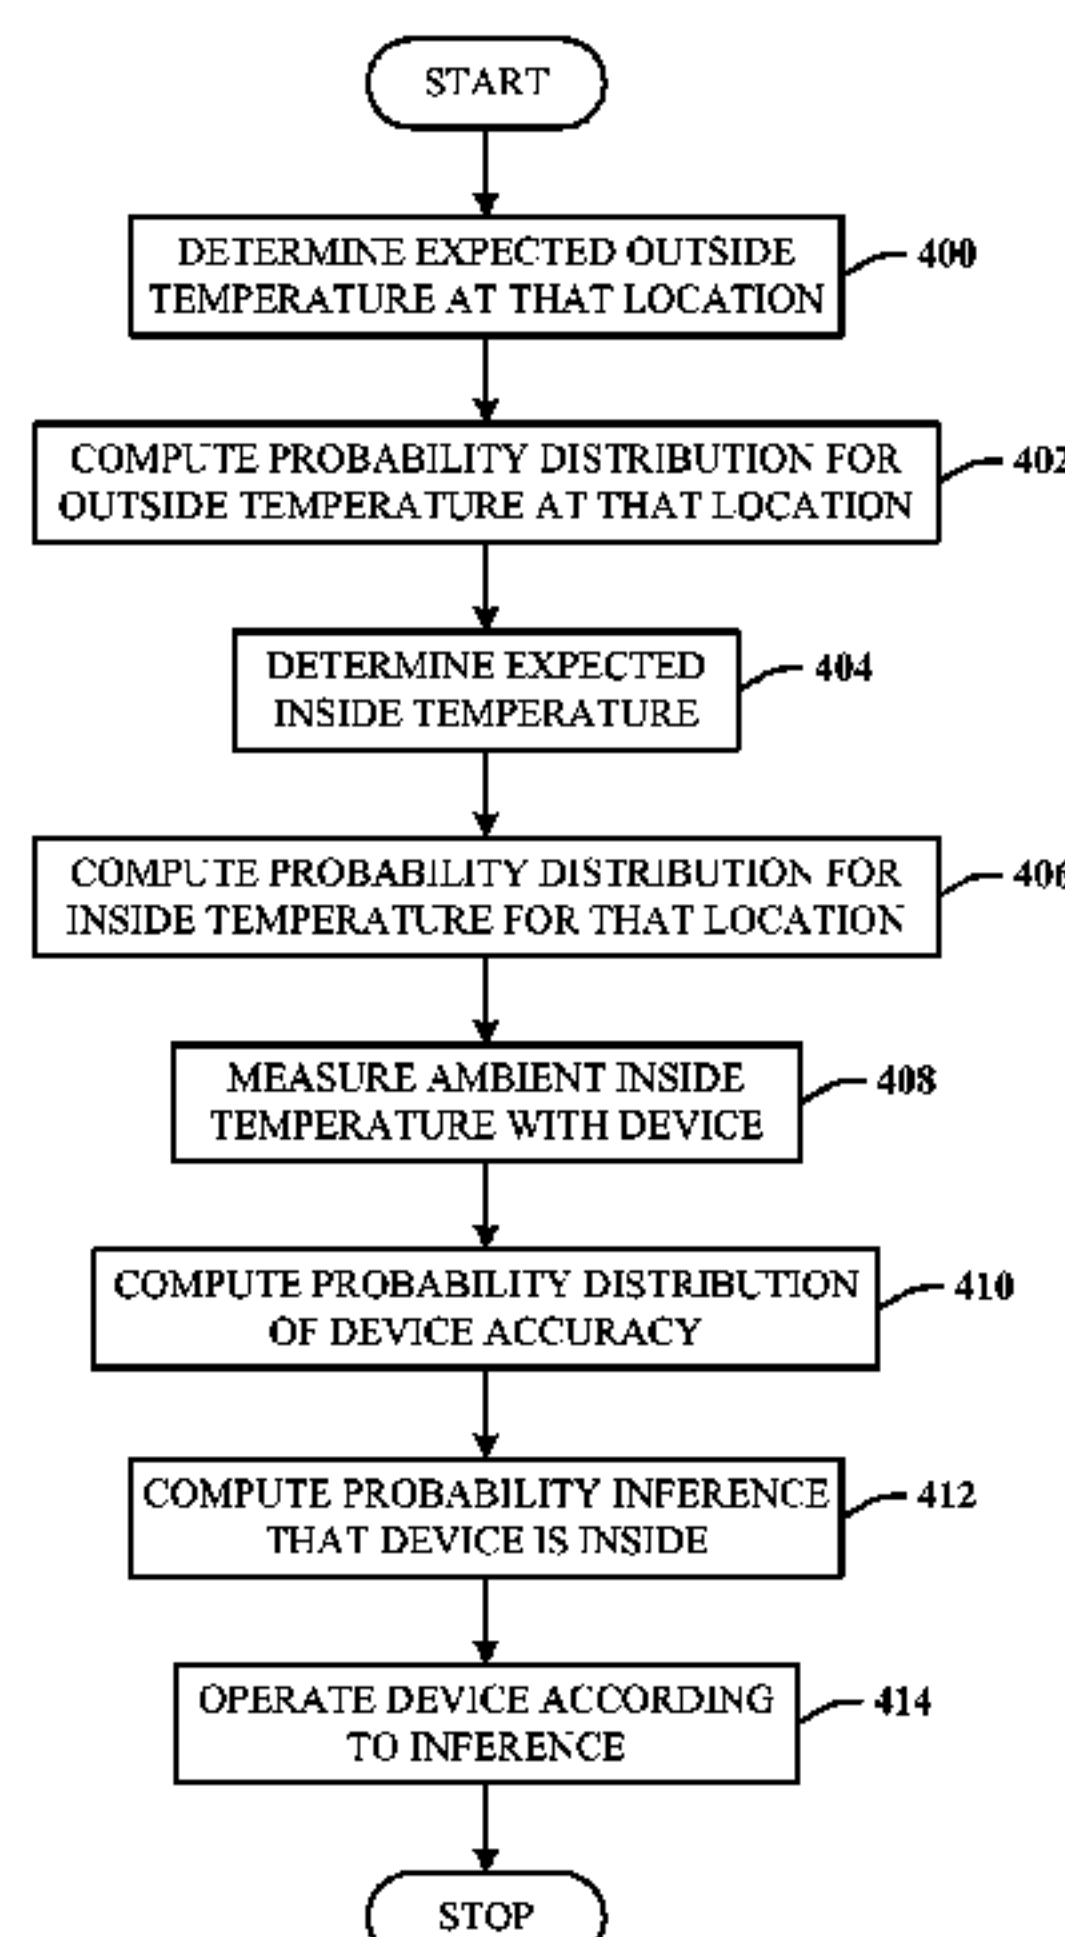 START
DETERMINE EXPECTED OUTSIDE
TEMPERATURE AT THAT LOCATION
400
COMPUTE PROBABILITY DISTRIBUTION FOR
OUTSIDE TEMPERATURE AT THAT LOCATION
402
DETERMINE EXPECTED
INSIDE TEMPERATURE
404
COMPUTE PROBABILITY DISTRIBUTION FOR
INSIDE TEMPERATURE FOR THAT LOCATION
406
MEASURE AMBIENT INSIDE
TEMPERATURE WITH DEVICE
408
COMPUTE PROBABILITY DISTRIBUTION
OF DEVICE ACCURACY
410
COMPUTE PROBABILITY INFERENCE
THAT DEVICE IS INSIDE
412
OPERATE DEVICE ACCORDING
TO INFERENCE
414
STOP